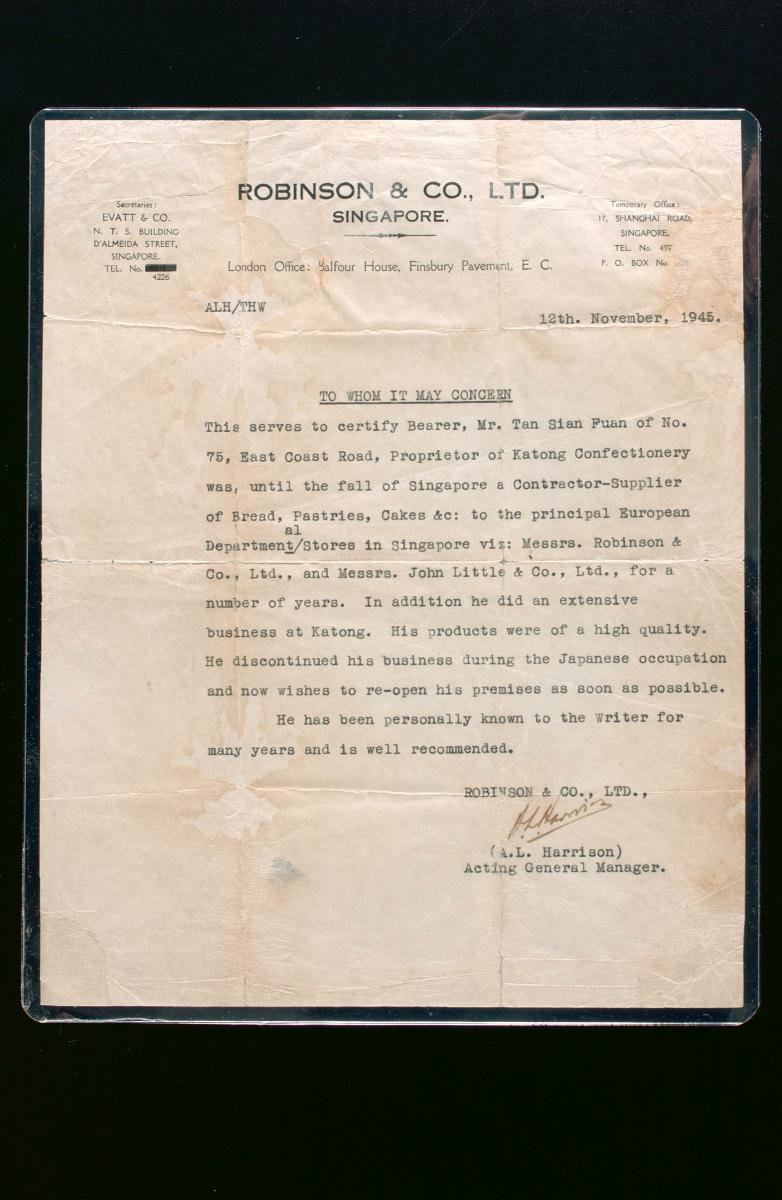 ROBINSON & CO., LTD.
SINGAPORE.
Secretaries:
EVATT & CO.
N. T. S. BUILDING
D'ALMEIDA STREET,
SINGAPORE.
TEL. No.
4226
Temporary Office:
17, SHANGHAI ROAD,
SINGAPORE.
TEL. No. 497
P. O. BOX No.
London Office: Balfour House, Finsbury Pavement, E. C.
ALH/THW
12th. November, 1945.
TO WHOM IT MAY CONCERN
This serves to certify Bearer, Mr. Tan Sian Fuan of No.
75, East Coast Road, Proprietor of Katong Confectionery
was, until the fall of Singapore a Contractor-Supplier
of Bread, Pastries, Cakes &c: to the principal European
al
Department/Stores in Singapore viz: Messrs. Robinson &
Co., Ltd., and Messrs. John Little & Co., Ltd., for a
number of years. In addition he did an extensive
business at Katong. His products were of a high quality.
He discontinued his business during the Japanese occupation
and now wishes to re-open his premises as soon as possible.
He has been personally known to the Writer for
many years and is well recommended.
ROBINSON & CO., LTD.,
A.L. Harrison
(A.L. Harrison)
Acting General Manager.